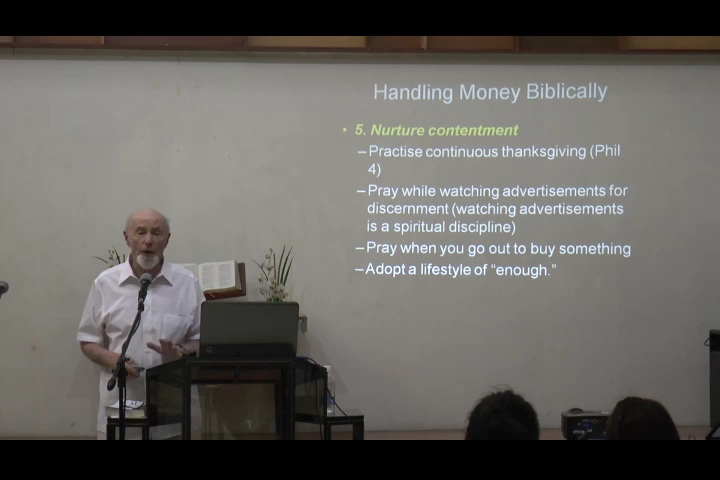 Handling Money Biblically
• 5. Nurture contentment
–Practise continuous thanksgiving (Phil
4)
–Pray while watching advertisements for
discernment (watching advertisements
is a spiritual discipline)
–Pray when you go out to buy something
–Adopt a lifestyle of “enough.”